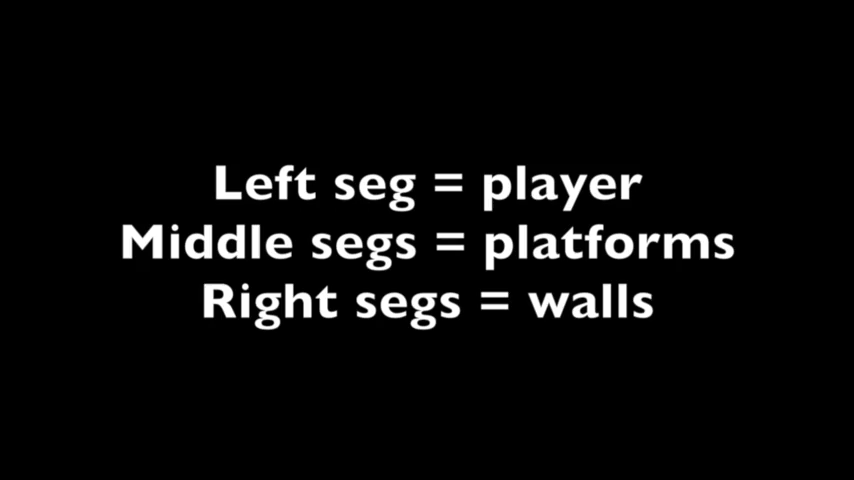 Left seg = player
Middle segs = platforms
Right segs = walls